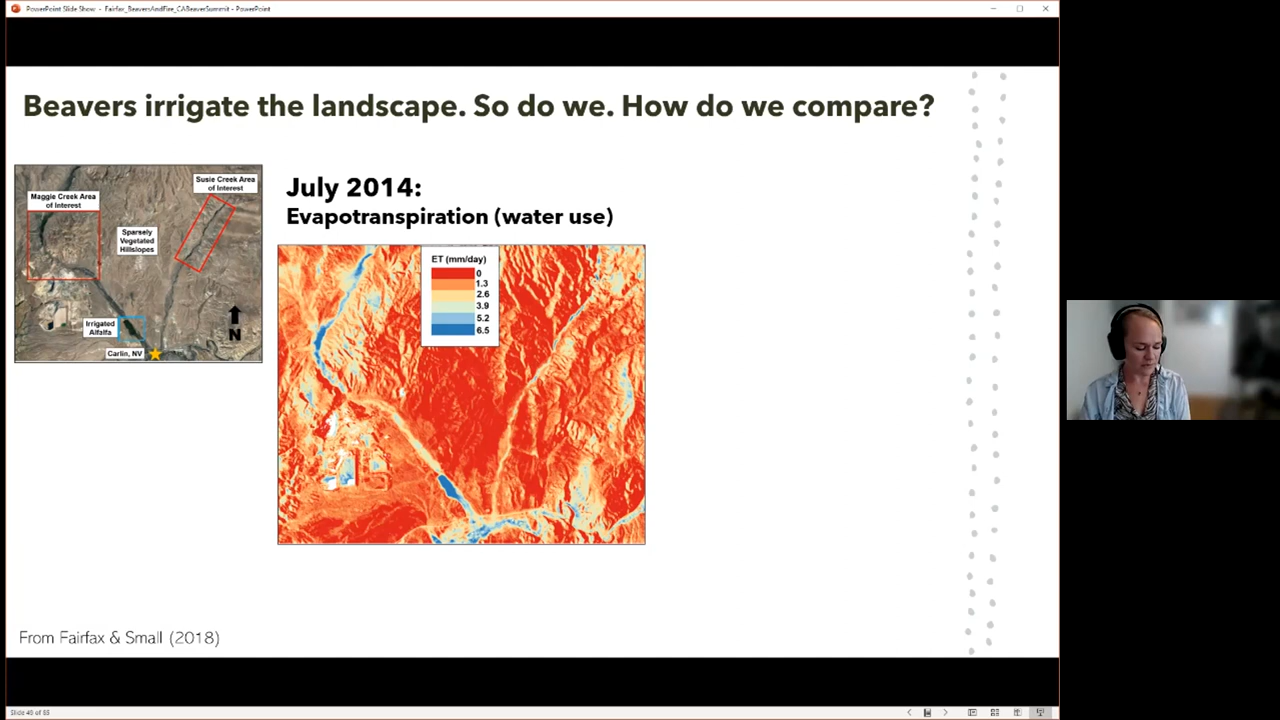 PowerPoint Slide Show - Fairfax_BeaversAndFire_CABeaverSummit - PowerPoint
Beavers irrigate the landscape. So do we. How do we compare?
Maggie Creek Area
of Interest
Susie Creek Area
of Interest
Sparsely
Vegetated
Hillslopes
Irrigated
Alfalfa
Carlin, NV
N
July 2014:
Evapotranspiration (water use)
ET (mm/day)
0
1.3
2.6
3.9
5.2
6.5
From Fairfax & Small (2018)